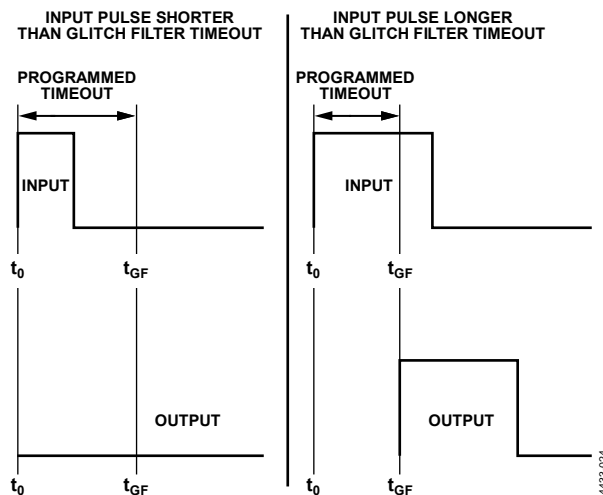 INPUT PULSE SHORTER
THAN GLITCH FILTER TIMEOUT
INPUT PULSE LONGER
THAN GLITCH FILTER TIMEOUT
PROGRAMMED
TIMEOUT
PROGRAMMED
TIMEOUT
INPUT
INPUT
t0
tGF
t0
tGF
OUTPUT
OUTPUT
t0
tGF
t0
tGF